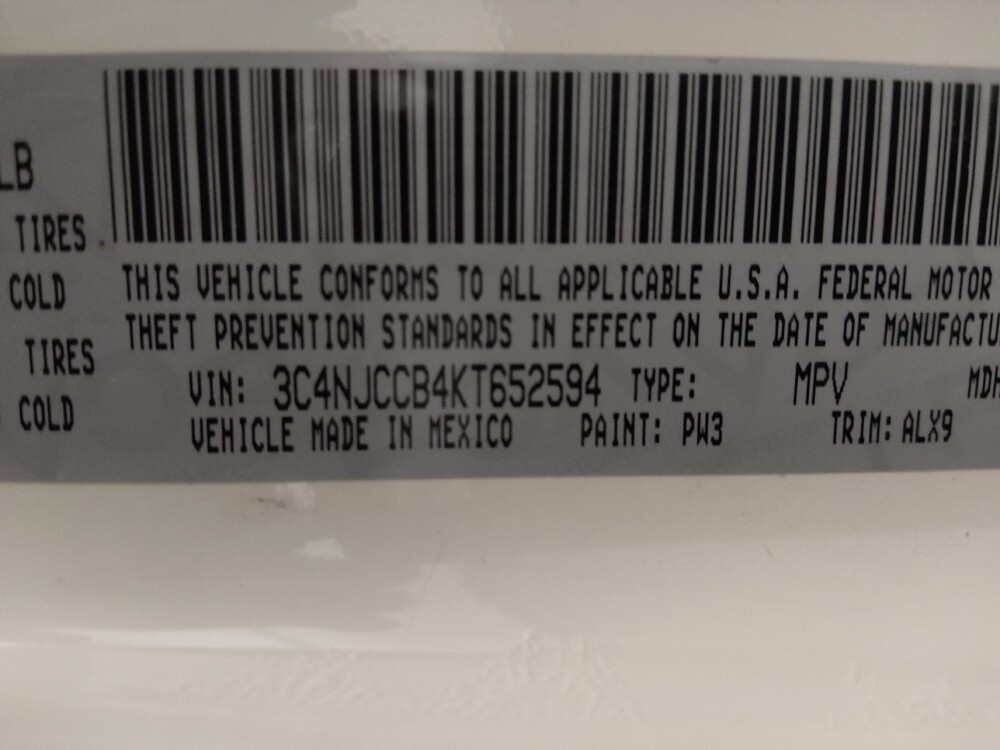 LB
TIRES
COLD
TIRES
COLD
THIS VEHICLE CONFORMS TO ALL APPLICABLE U.S.A. FEDERAL MOTOR
THEFT PREVENTION STANDARDS IN EFFECT ON THE DATE OF MANUFACTU
VIN: 3C4NJCCB4KT652594 TYPE: MPV MDH
VEHICLE MADE IN MEXICO PAINT: PW3 TRIM: ALX9